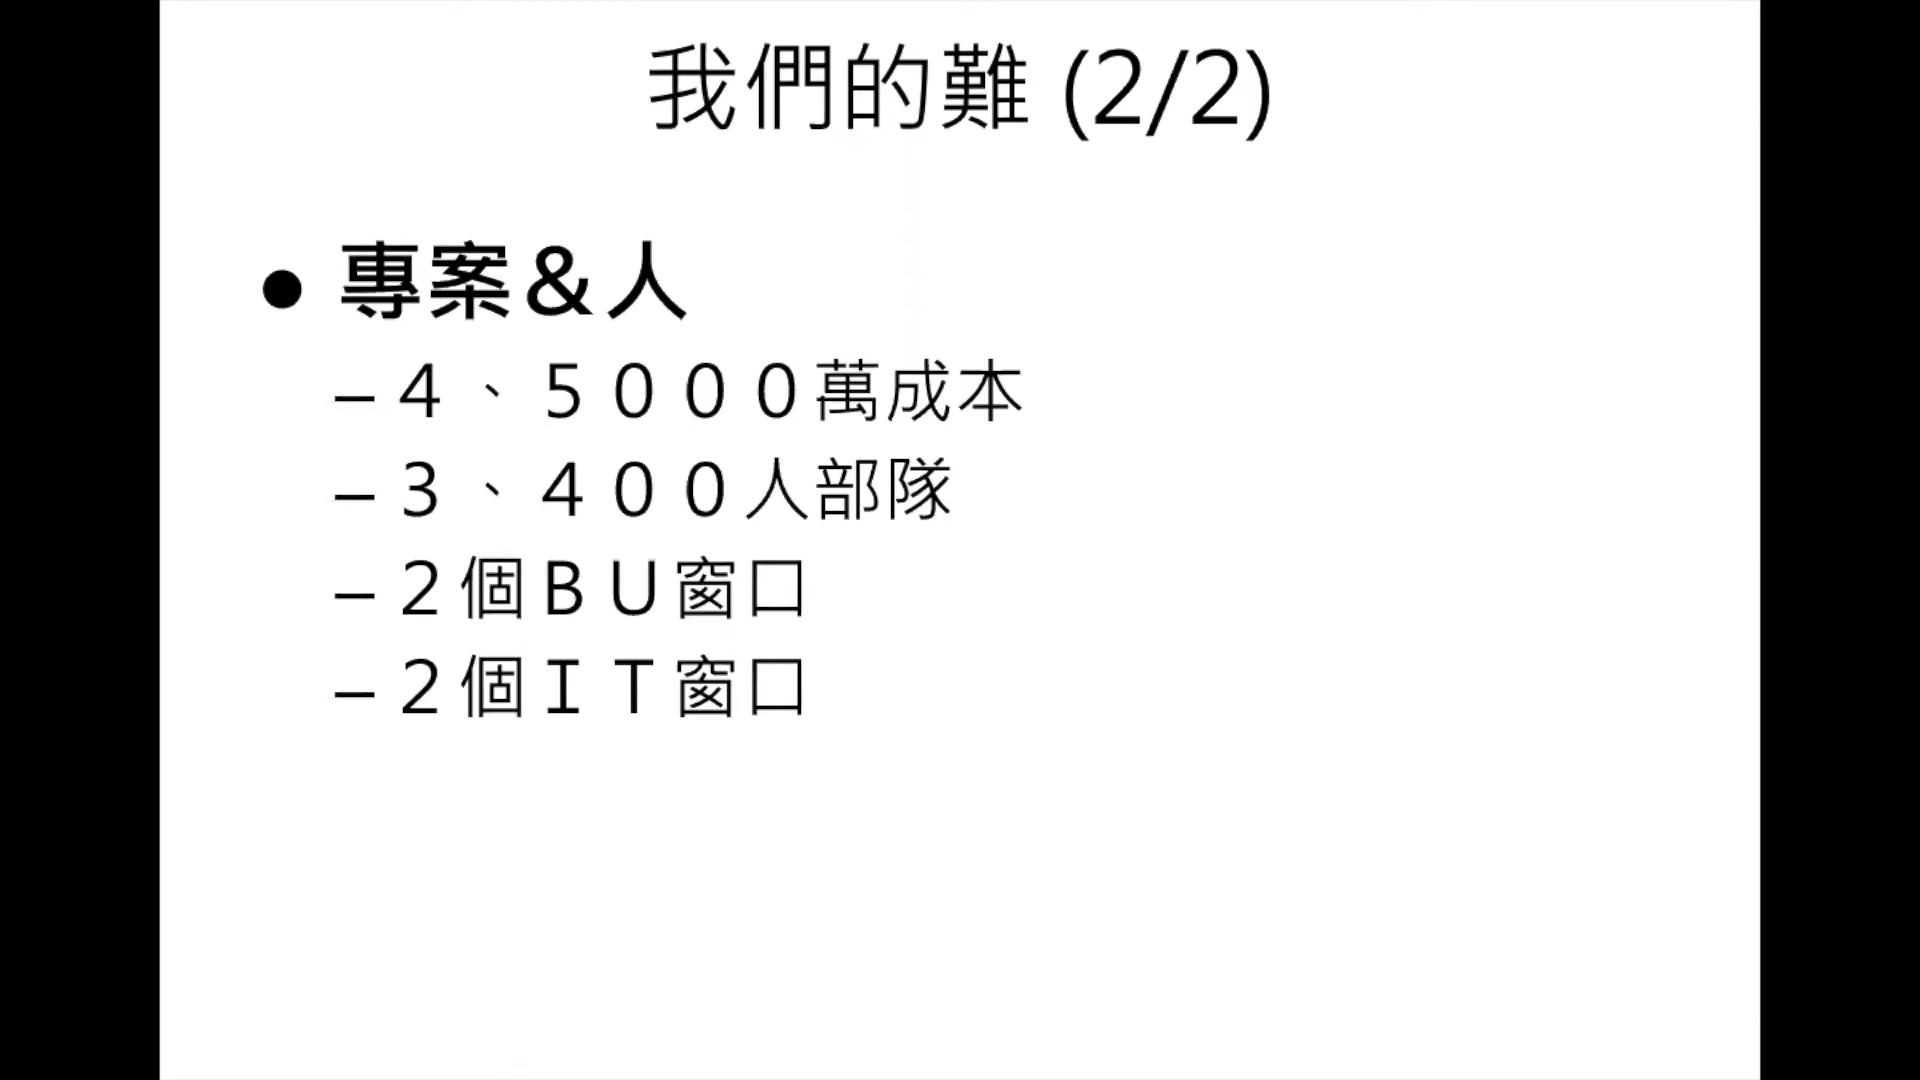 我們的難 (2/2)
● 專案＆人
– ４、５０００萬成本
– ３、４００人部隊
– ２個ＢＵ窗口
– ２個ＩＴ窗口